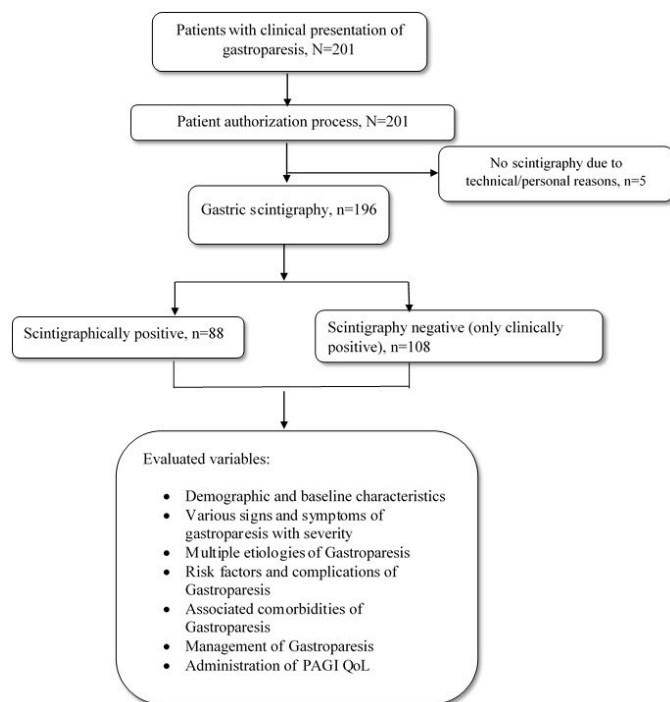 Patients with clinical presentation of
gastroparesis, N=201
Patient authorization process, N=201
No scintigraphy due to
technical/personal reasons, n=5
Gastric scintigraphy, n=196
Scintigraphically positive, n=88
Scintigraphy negative (only clinically
positive), n=108
Evaluated variables:
• Demographic and baseline characteristics
• Various signs and symptoms of
gastroparesis with severity
• Multiple etiologies of Gastroparesis
• Risk factors and complications of
Gastroparesis
• Associated comorbidities of
Gastroparesis
• Management of Gastroparesis
• Administration of PAGI QoL